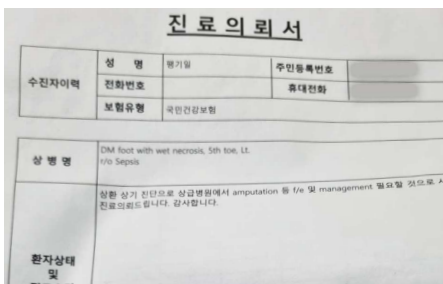 진료의뢰서
수진자이력 성 명 맹기일 주민등록번호
전화번호 휴대전화
보험유형 국민건강보험
상병명 DM foot with wet necrosis, 5th toe, Lt.
r/o Sepsis
상환 상기 진단으로 상급병원에서 amputation 등 f/e 및 management 필요할 것으로
진료의뢰드립니다. 감사합니다.
환자상태
및